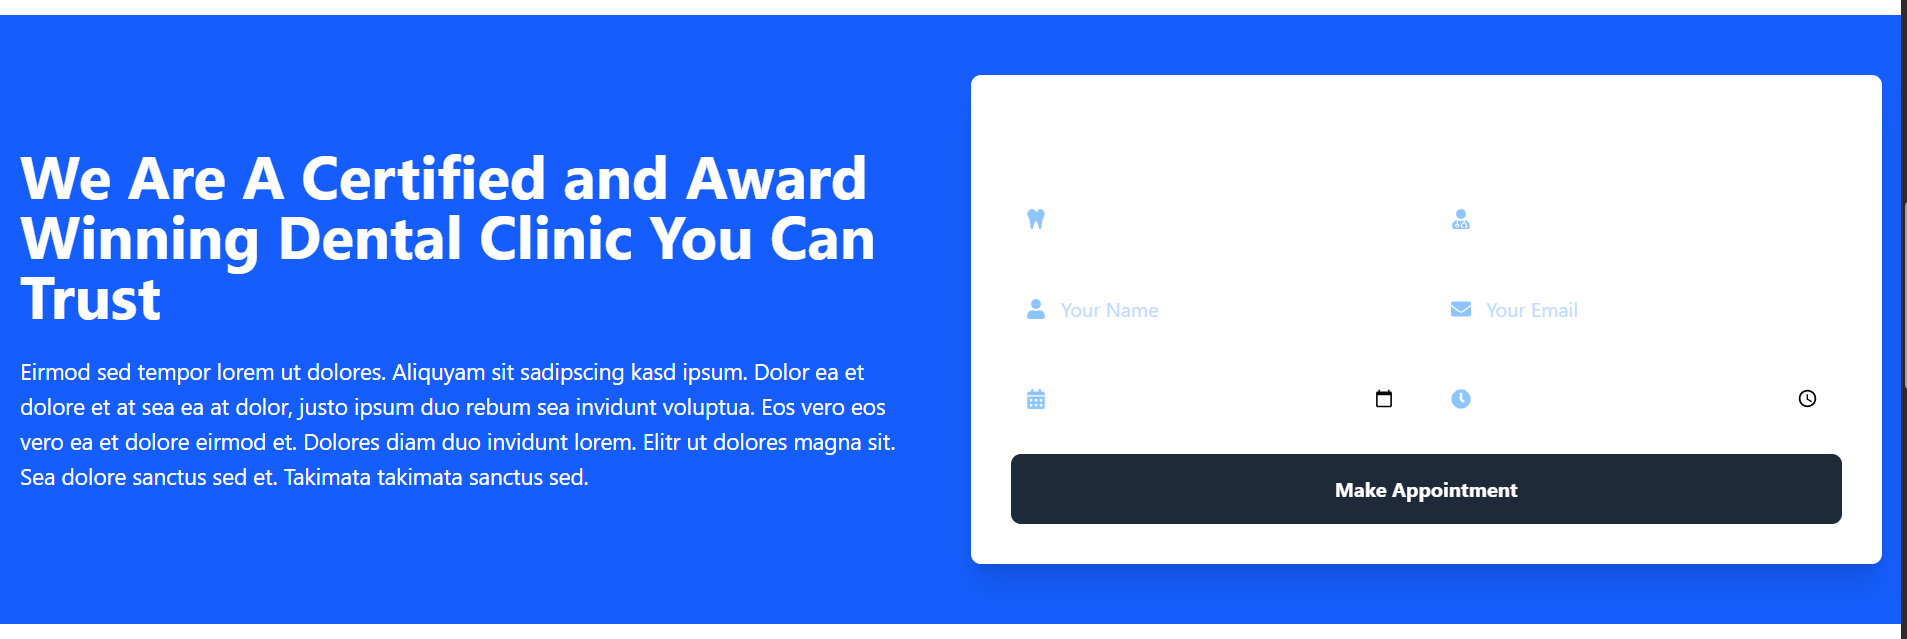 We Are A Certified and Award
Winning Dental Clinic You Can
Trust
Eirmod sed tempor lorem ut dolores. Aliquyam sit sadipscing kasd ipsum. Dolor ea et
dolore et at sea ea at dolor, justo ipsum duo rebum sea invidunt voluptua. Eos vero eos
vero ea et dolore eirmod et. Dolores diam duo invidunt lorem. Elitr ut dolores magna sit.
Sea dolore sanctus sed et. Takimata takimata sanctus sed.
Your Name
Your Email
Make Appointment